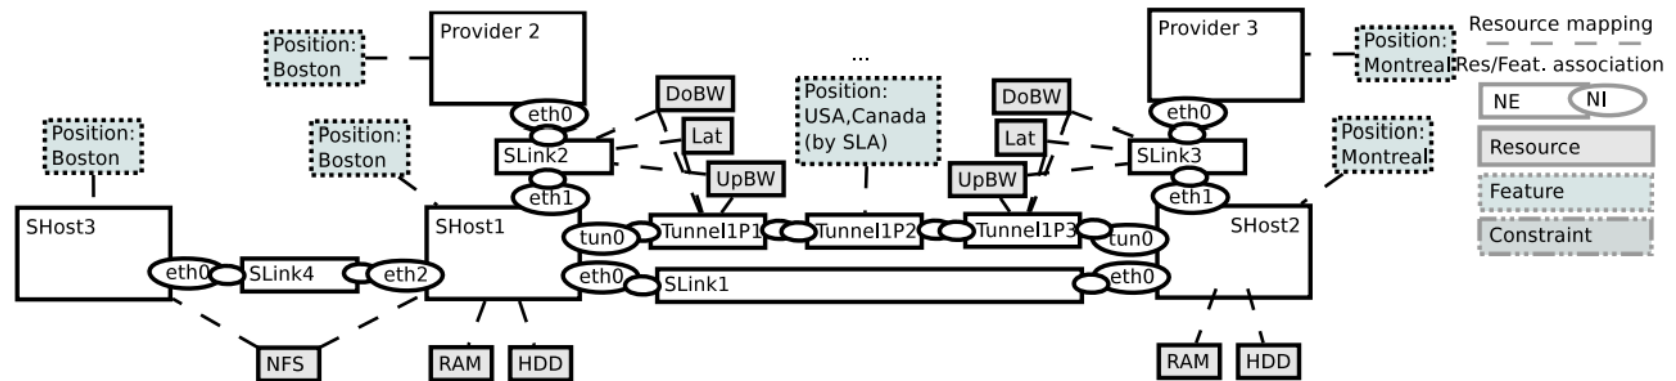 Provider 2
Position:
Boston
eth0
DoBW
Lat
UpBW
SLink2
eth1
...
Position:
USA,Canada
(by SLA)
DoBW
Lat
UpBW
Provider 3
Position:
Montreal
eth0
SLink3
eth1
Resource mapping
Res/Feat. association
NE
NI
Resource
Feature
Constraint
Position:
Boston
Position:
Boston
Position:
Montreal
SHost3
SHost1
SHost2
tun0
Tunnel1P1
Tunnel1P2
Tunnel1P3
tun0
eth0
SLink4
eth2
eth0
SLink1
eth0
NFS
RAM
HDD
RAM
HDD